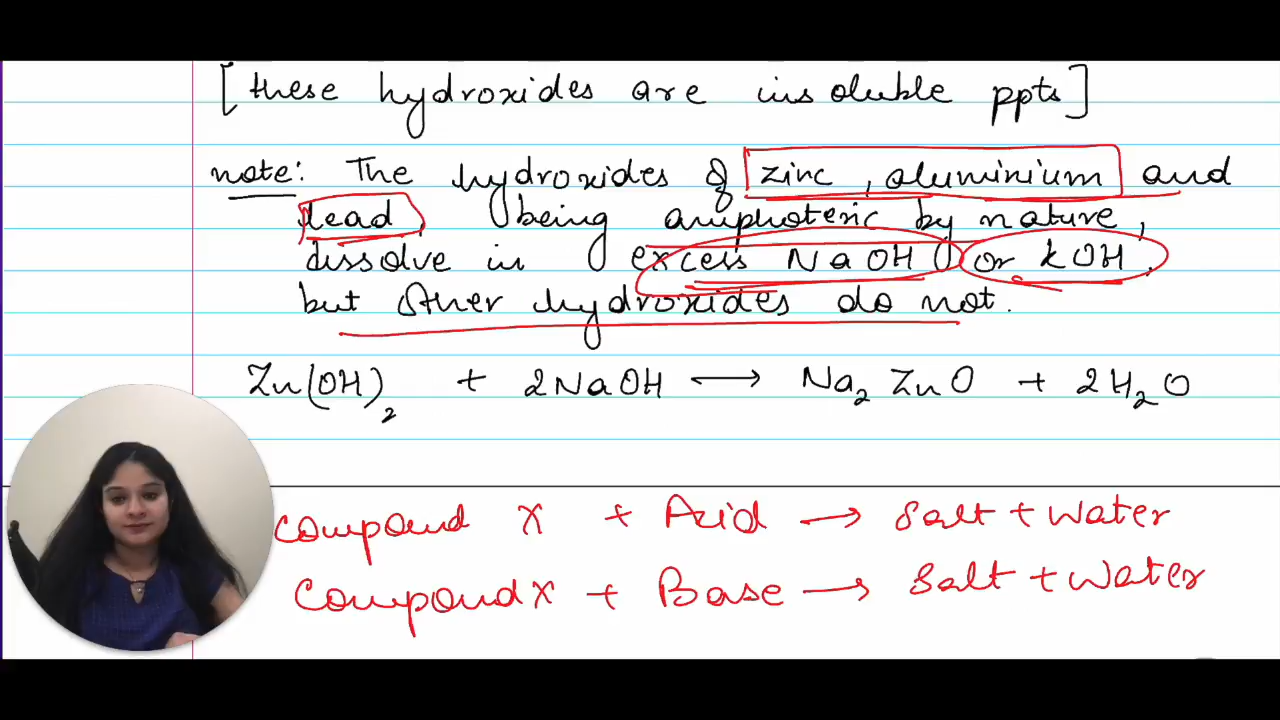 [these hydroxides are insoluble ppts]
note: The hydroxides of zinc, aluminium and
lead, being amphoteric by nature,
dissolve in excess NaOH or KOH,
but other hydroxides do not.
Zn(OH)₂ + 2NaOH ⟶ Na₂ ZnO + 2H₂O
compound X + Acid → Salt + Water
compound X + Base → Salt + Water